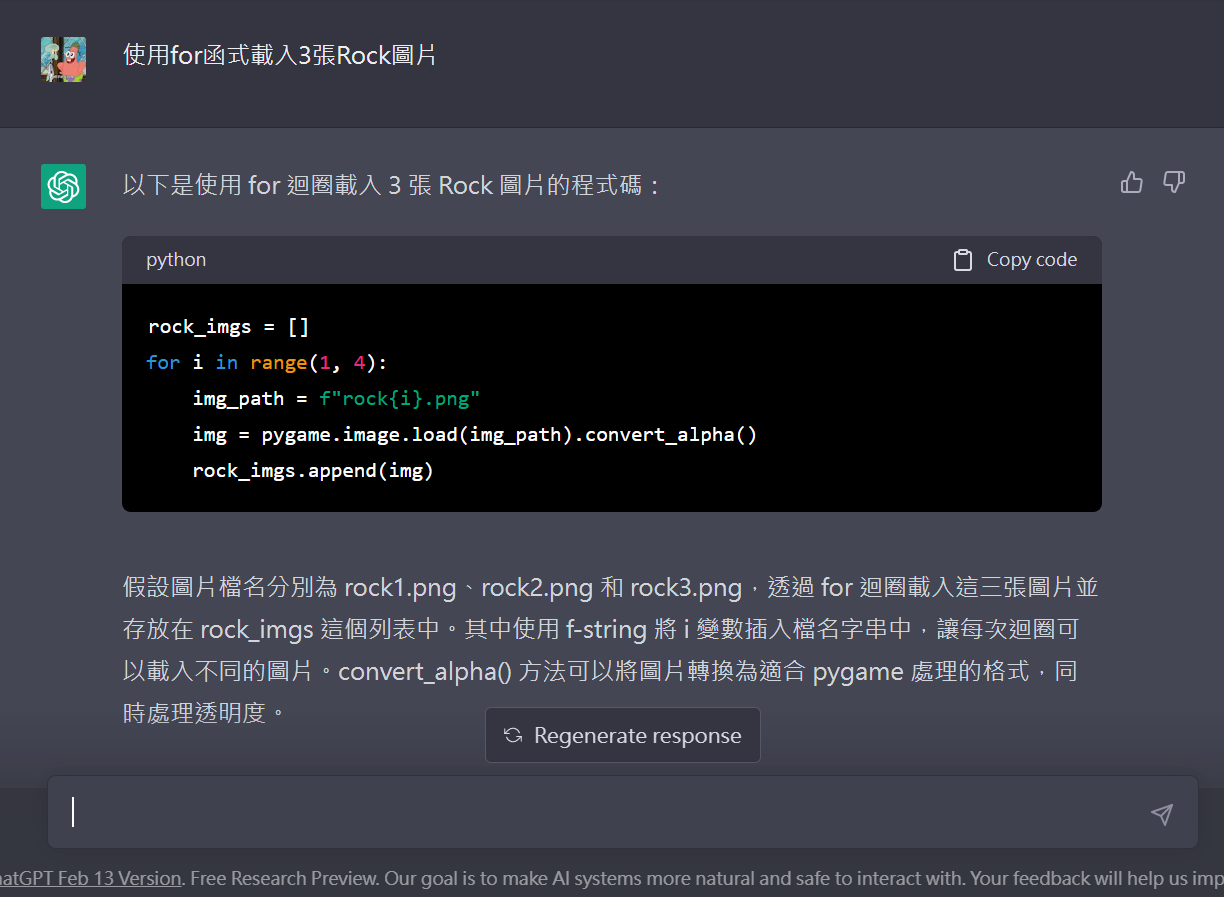 使用for函式載入3張Rock圖片
以下是使用 for 迴圈載入 3 張 Rock 圖片的程式碼：
python
Copy code
rock_imgs = []
for i in range(1, 4):
    img_path = f"rock{i}.png"
    img = pygame.image.load(img_path).convert_alpha()
    rock_imgs.append(img)
假設圖片檔名分別為 rock1.png、rock2.png 和 rock3.png，透過 for 迴圈載入這三張圖片並
存放在 rock_imgs 這個列表中。其中使用 f-string 將 i 變數插入檔名字串中，讓每次迴圈可
以載入不同的圖片。convert_alpha() 方法可以將圖片轉換為適合 pygame 處理的格式，同
時處理透明度。
Regenerate response
hatGPT Feb 13 Version. Free Research Preview. Our goal is to make AI systems more natural and safe to interact with. Your feedback will help us imp